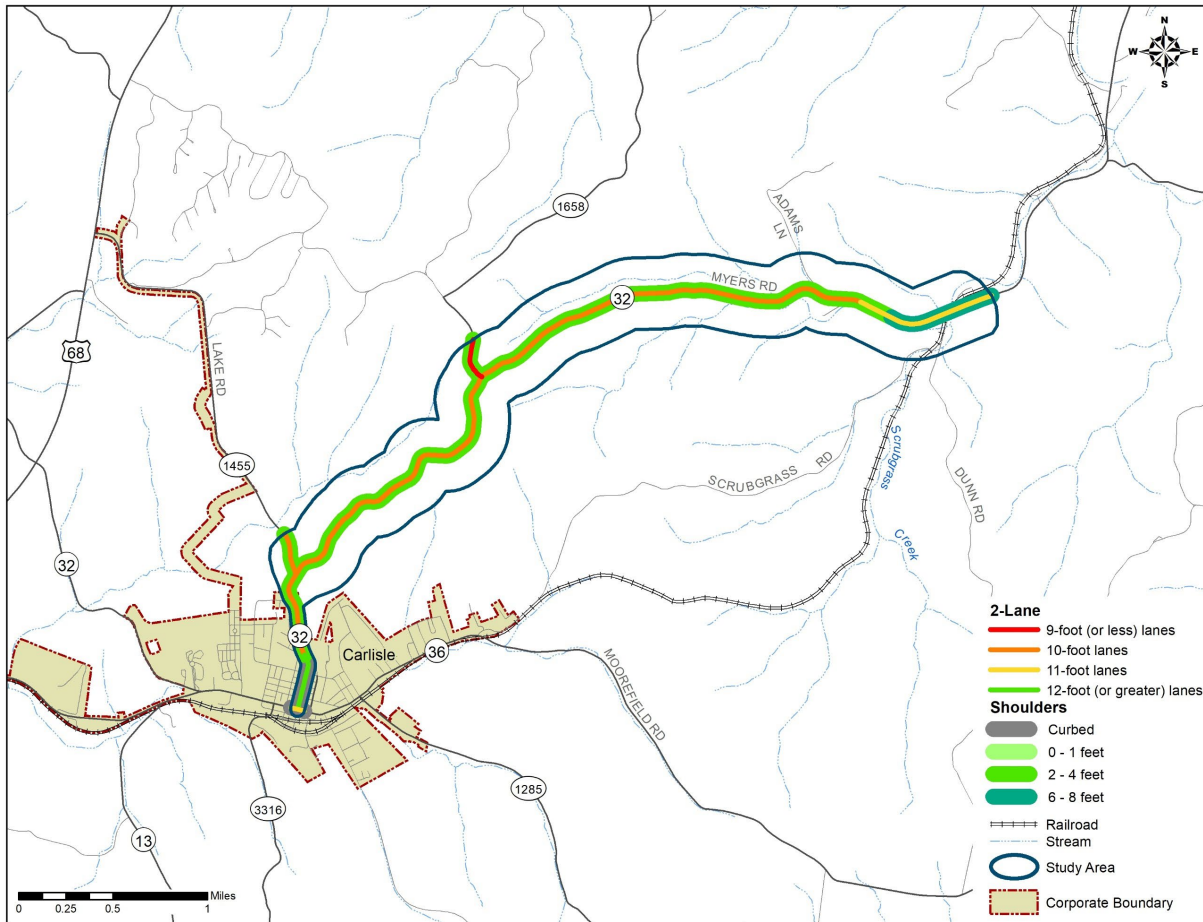 N
W
E
S
1658
ADAMS
LN
MYERS RD
32
68
LAKE RD
1455
SCRUBGRASS RD
Scrubgrass
Creek
DUNN RD
32
32
Carlisle
36
MOOREFIELD RD
1285
3316
13
2-Lane
9-foot (or less) lanes
10-foot lanes
11-foot lanes
12-foot (or greater) lanes
Shoulders
Curbed
0 - 1 feet
2 - 4 feet
6 - 8 feet
Railroad
Stream
Study Area
Corporate Boundary
Miles
0 0.25 0.5 1